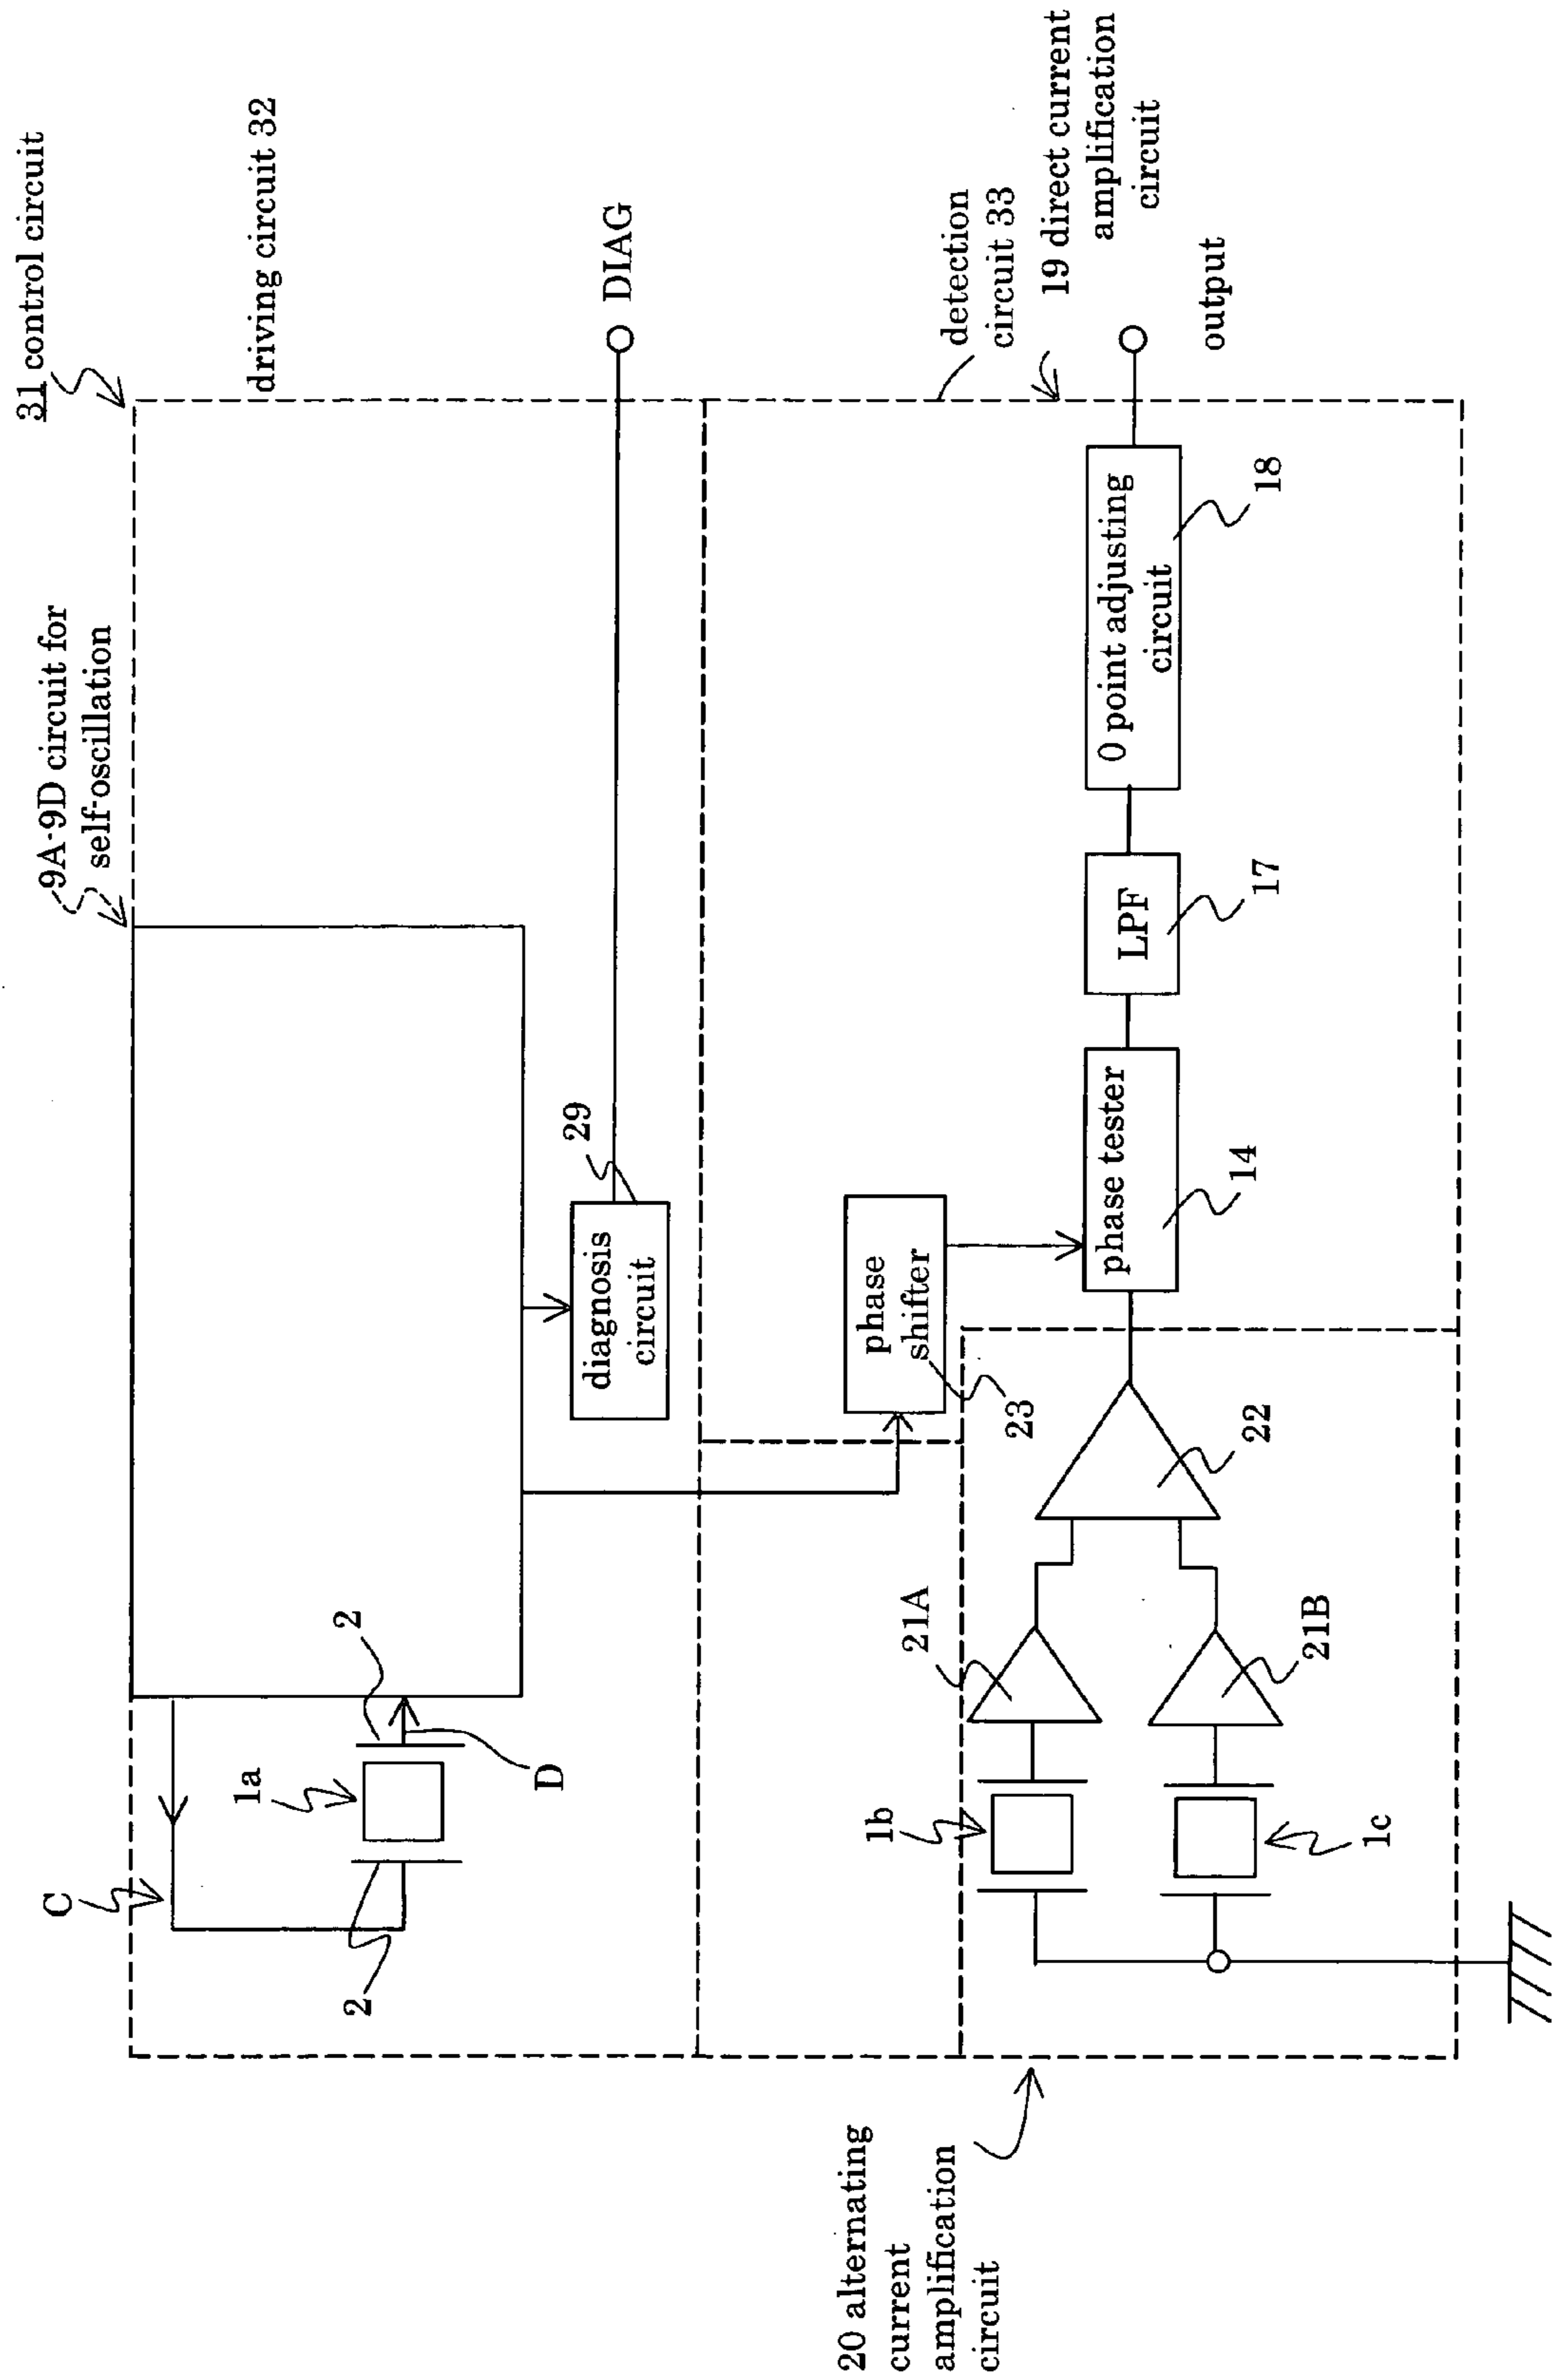 31 control circuit
9A-9D circuit for
self-oscillation
driving circuit 32
C
2
1a
2
D
29
diagnosis
circuit
DIAG
detection
circuit 33
19 direct current
amplification
circuit
phase
shifter
23
21A
1b
22
phase tester
14
LPF
17
0 point adjusting
circuit
18
output
21B
1c
20 alternating
current
amplification
circuit